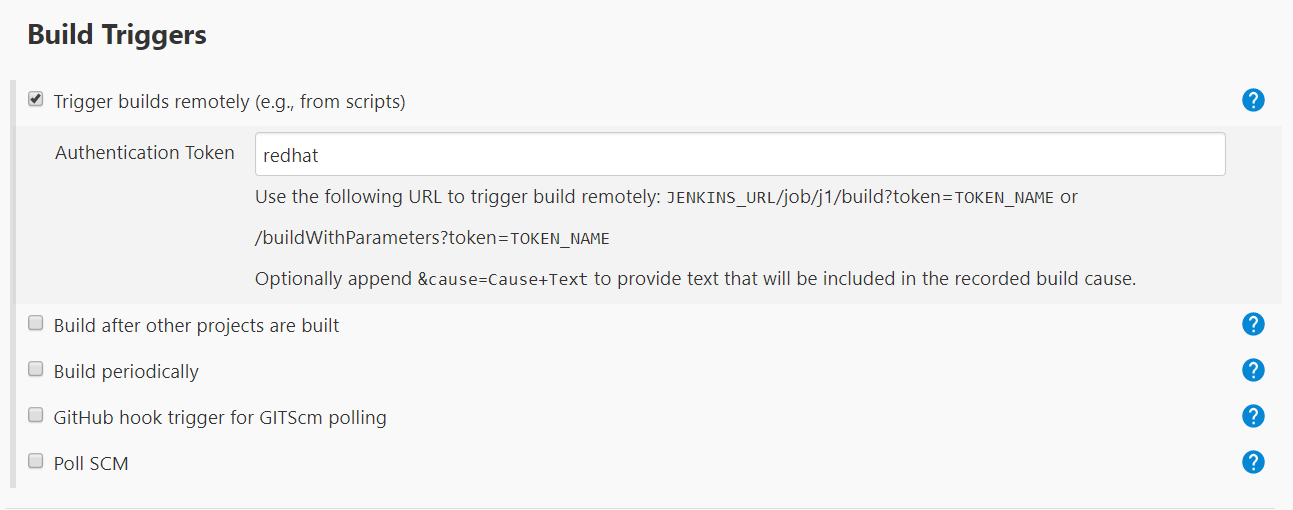 Build Triggers
Trigger builds remotely (e.g., from scripts)
?
Authentication Token
redhat
Use the following URL to trigger build remotely: JENKINS_URL/job/j1/build?token=TOKEN_NAME or
/buildWithParameters?token=TOKEN_NAME
Optionally append &cause=Cause+Text to provide text that will be included in the recorded build cause.
Build after other projects are built
?
Build periodically
?
GitHub hook trigger for GITScm polling
?
Poll SCM
?